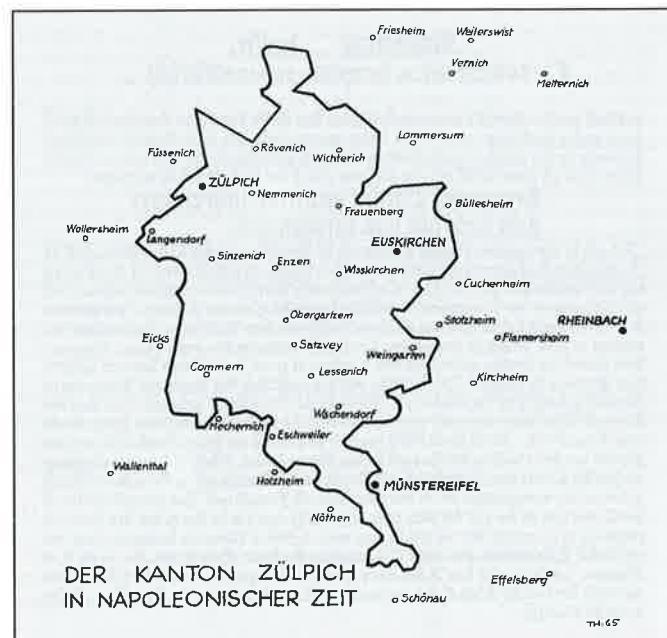 Friesheim
Weilerswist
Vernich
Metternich
Lommersum
Füssenich
Rövenich
Wichterich
ZÜLPICH
Nemmenich
Frauenberg
Büllesheim
Wollersheim
Langendorf
EUSKIRCHEN
Sinzenich
Enzen
Wisskirchen
Cuchenheim
Obergartzem
Stotzheim
RHEINBACH
Flamersheim
Eicks
Satzvey
Weingarten
Commern
Lessenich
Kirchheim
Wachendorf
Mechernich
Eschweiler
Wallenthal
Holzheim
MÜNSTEREIFEL
Nöthen
DER KANTON ZÜLPICH
IN NAPOLEONISCHER ZEIT
Effelsberg
Schönau
TH. 65